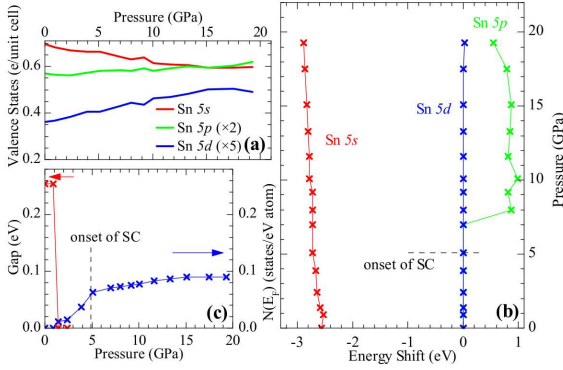 Pressure (GPa)
0 5 10 15 20
Valence States (e/unit cell)
0.6
0.4
0.2
Sn 5s
Sn 5p (×2)
Sn 5d (×5)
(a)
Gap (eV)
0.2
0.1
0.0
onset of SC
(c)
0.2
0.1
0.0
N(E_F) (states/eV atom)
0 5 10 15 20
Pressure (GPa)
Sn 5p
Sn 5d
Sn 5s
onset of SC
(b)
20
15
10
5
0
Pressure (GPa)
-3 -2 -1 0 1
Energy Shift (eV)